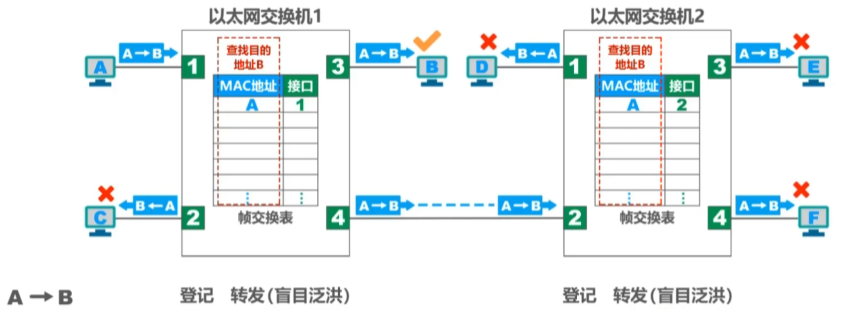 以太网交换机1 以太网交换机2
A→B 查找目的 地址B A→B B←A 查找目的 地址B A→B
A 1 3 B D 1 3 E
MAC地址 接口 MAC地址 接口
A 1 A 2
B←A A→B A→B A→B
C 2 帧交换表 4 2 帧交换表 4 F
A→B 登记 转发(盲目泛洪) 登记 转发(盲目泛洪)